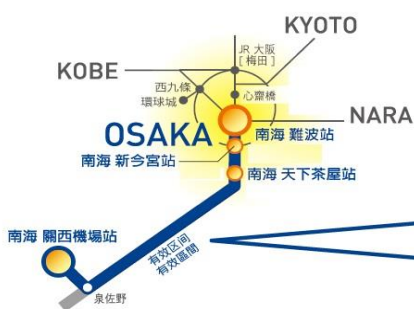 KYOTO
JR 大阪
[ 梅田 ]
KOBE
西九條
環球城
心齋橋
NARA
OSAKA
南海 難波站
南海 新今宮站
南海 天下茶屋站
南海 關西機場站
有效区间
有效區間
泉佐野